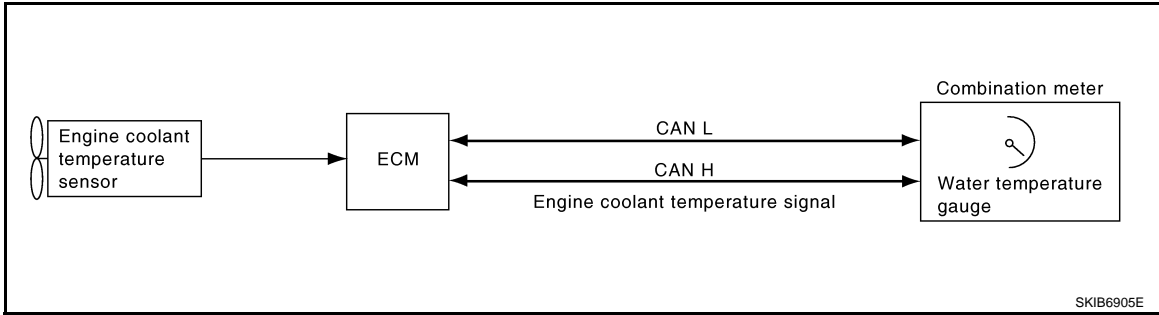 Engine coolant
temperature
sensor
ECM
CAN L
CAN H
Engine coolant temperature signal
Combination meter
Water temperature
gauge
SKIB6905E